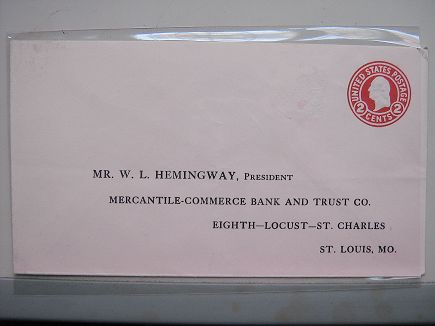 UNITED STATES POSTAGE
2 CENTS 2
MR. W. L. HEMINGWAY, PRESIDENT
MERCANTILE-COMMERCE BANK AND TRUST CO.
EIGHTH—LOCUST—ST. CHARLES
ST. LOUIS, MO.